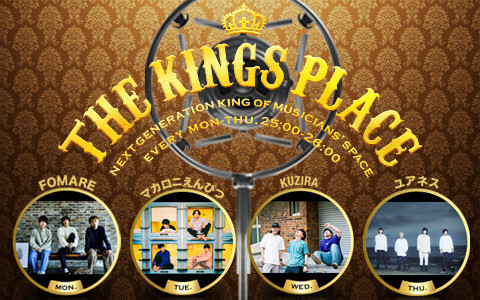 THE KINGS PLACE
NEXT GENERATION KING OF MUSICIANS' SPACE
EVERY MON-THU. 25:00-26:00
FOMARE
マカロニえんぴつ
KUZIRA
ユアネス
MON.
TUE.
WED.
THU.